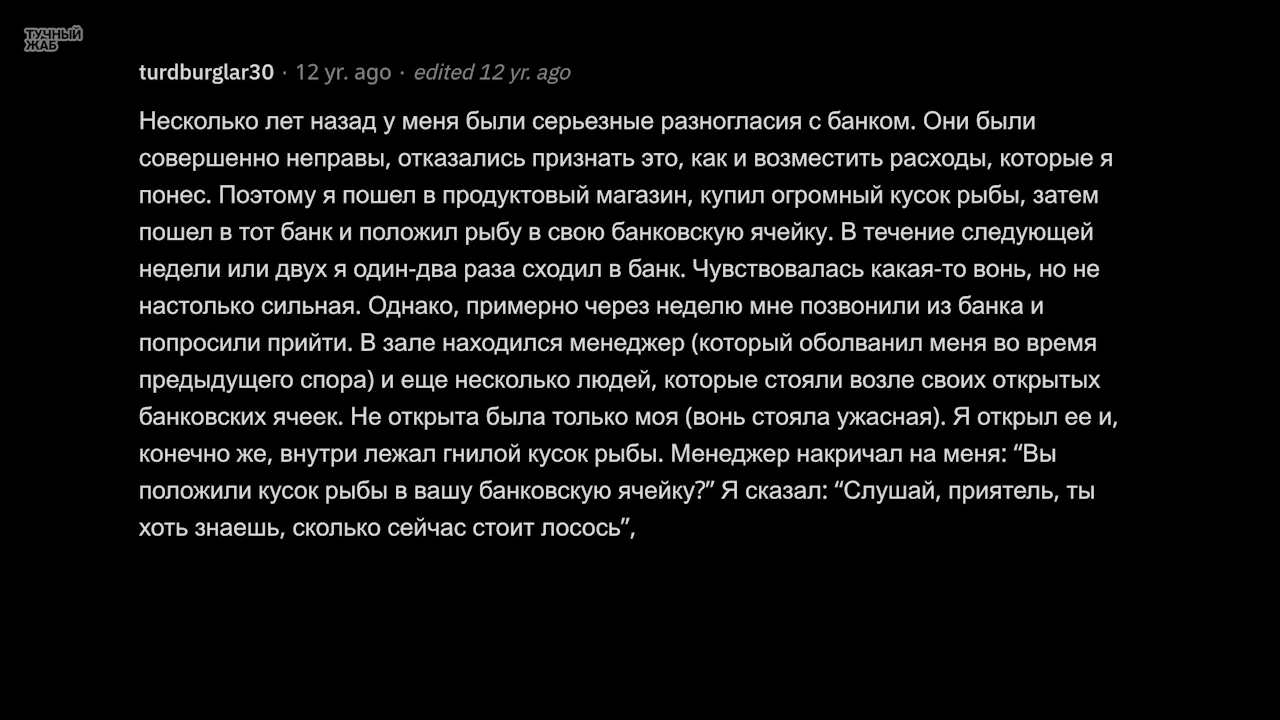 ТУЧНЫЙ
ЖАБ
turdburglar30 · 12 yr. ago · edited 12 yr. ago
Несколько лет назад у меня были серьезные разногласия с банком. Они были
совершенно неправы, отказались признать это, как и возместить расходы, которые я
понес. Поэтому я пошел в продуктовый магазин, купил огромный кусок рыбы, затем
пошел в тот банк и положил рыбу в свою банковскую ячейку. В течение следующей
недели или двух я один-два раза сходил в банк. Чувствовалась какая-то вонь, но не
настолько сильная. Однако, примерно через неделю мне позвонили из банка и
попросили прийти. В зале находился менеджер (который оболванил меня во время
предыдущего спора) и еще несколько людей, которые стояли возле своих открытых
банковских ячеек. Не открыта была только моя (вонь стояла ужасная). Я открыл ее и,
конечно же, внутри лежал гнилой кусок рыбы. Менеджер накричал на меня: “Вы
положили кусок рыбы в вашу банковскую ячейку?” Я сказал: “Слушай, приятель, ты
хоть знаешь, сколько сейчас стоит лосось”,